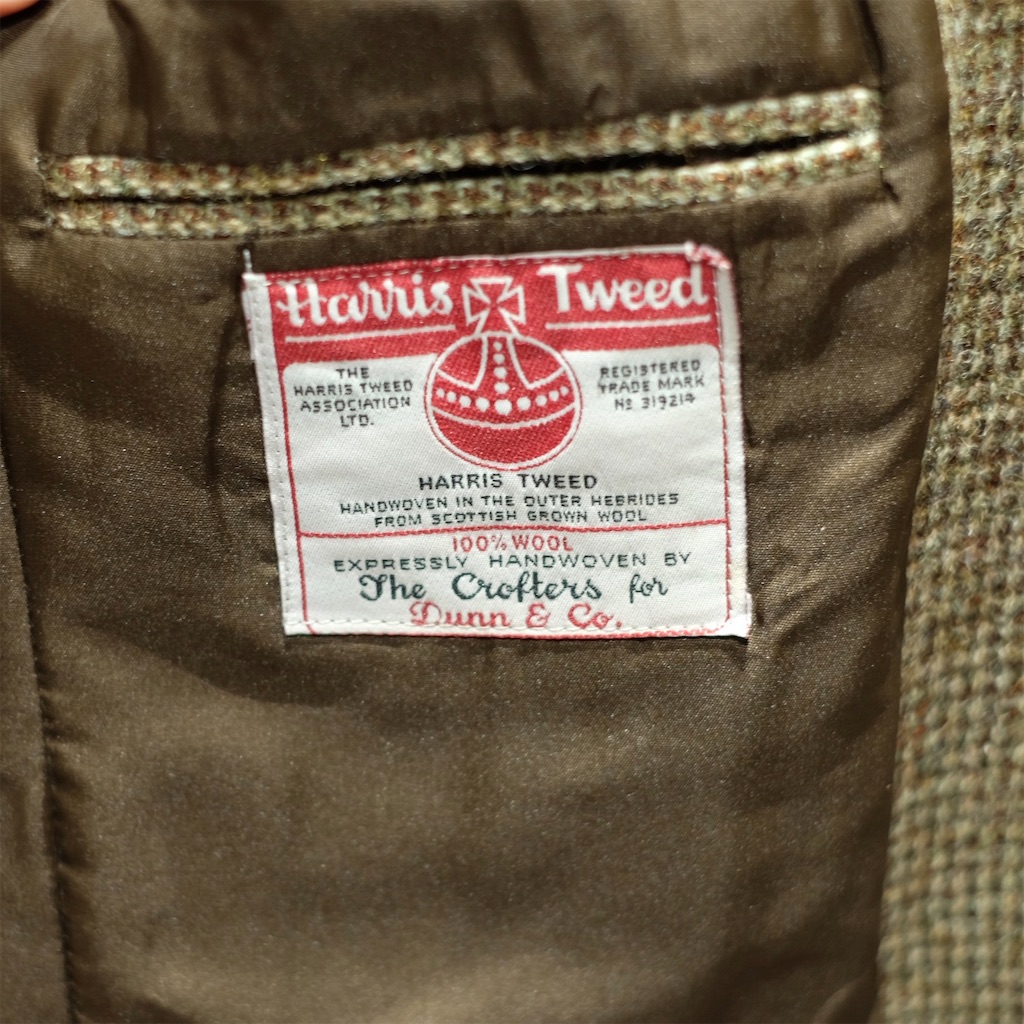 Harris Tweed
THE
HARRIS TWEED
ASSOCIATION
LTD.
REGISTERED
TRADE MARK
Nº 319214
HARRIS TWEED
HANDWOVEN IN THE OUTER HEBRIDES
FROM SCOTTISH GROWN WOOL
100% WOOL
EXPRESSLY HANDWOVEN BY
The Crofters for
Dunn & Co.